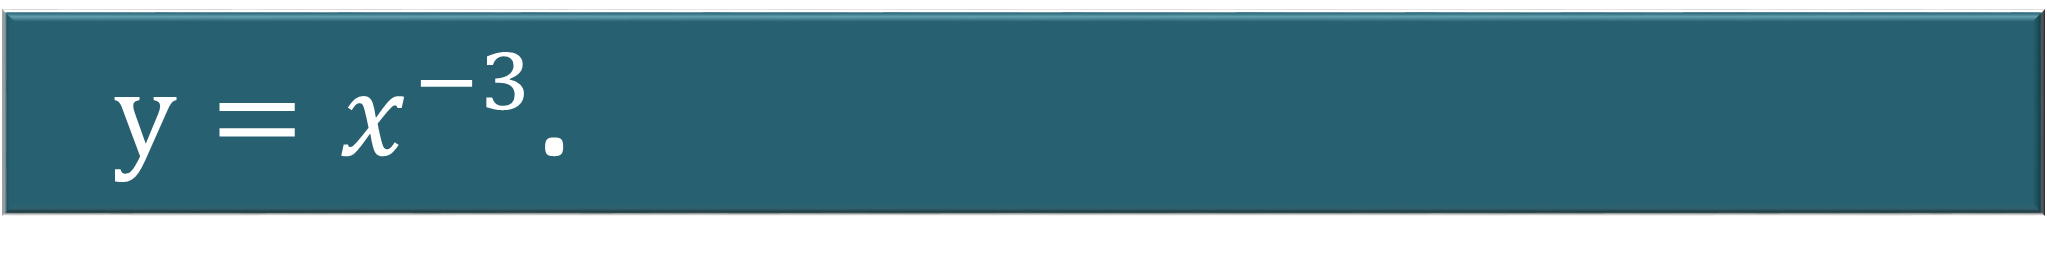 y = x⁻³.